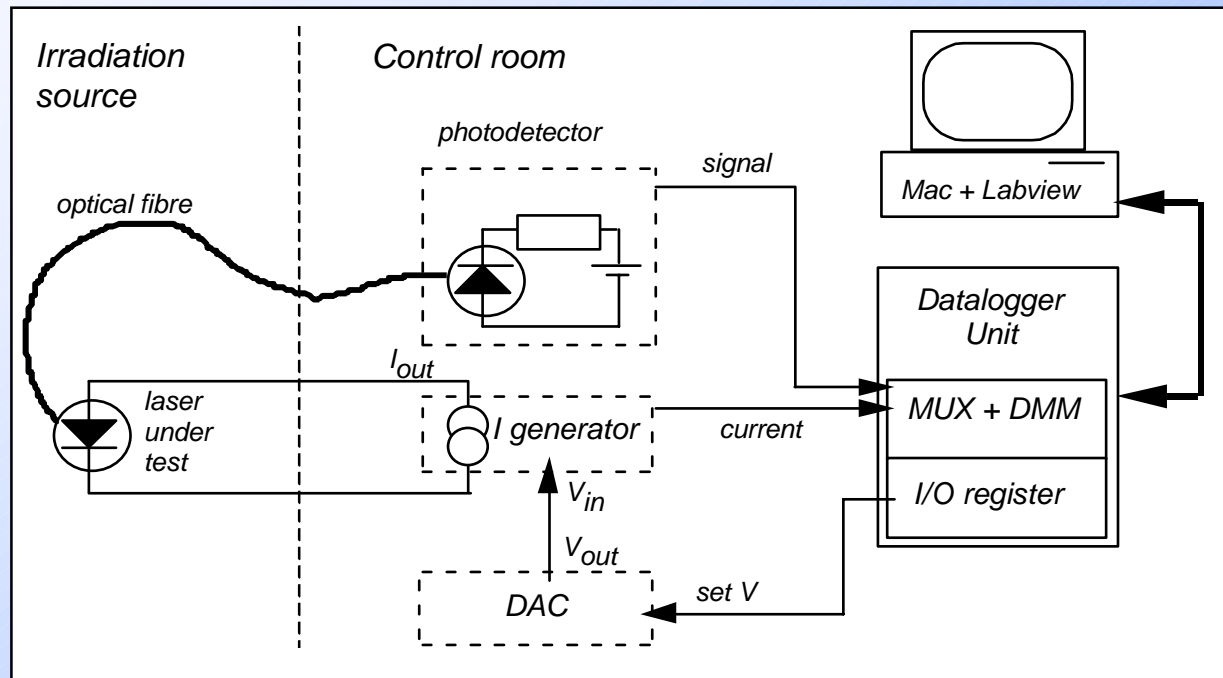 Irradiation
source
Control room
photodetector
signal
Mac + Labview
optical fibre
Datalogger
Unit
I_out
laser
under
test
I generator
current
MUX + DMM
V_in
I/O register
V_out
set V
DAC